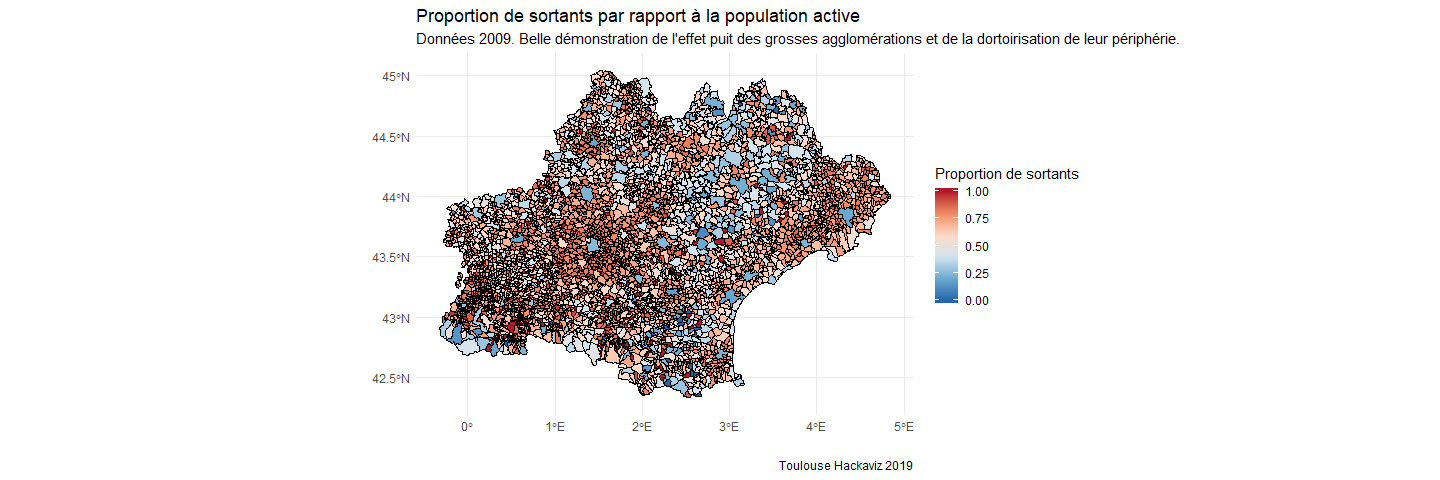 Proportion de sortants par rapport à la population active
Données 2009. Belle démonstration de l'effet puit des grosses agglomérations et de la dortoirisation de leur périphérie.
45°N
44.5°N
44°N
43.5°N
43°N
42.5°N
0°
1°E
2°E
3°E
4°E
5°E
Proportion de sortants
1.00
0.75
0.50
0.25
0.00
Toulouse Hackaviz 2019